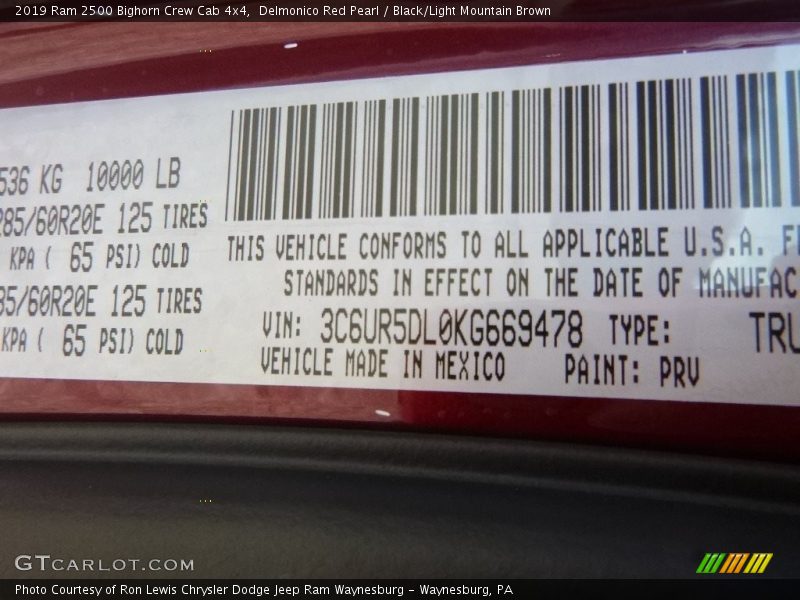 2019 Ram 2500 Bighorn Crew Cab 4x4,  Delmonico Red Pearl / Black/Light Mountain Brown
536 KG 10000 LB
285/60R20E 125 TIRES
KPA ( 65 PSI) COLD
85/60R20E 125 TIRES
KPA ( 65 PSI) COLD
THIS VEHICLE CONFORMS TO ALL APPLICABLE U.S.A. FE
STANDARDS IN EFFECT ON THE DATE OF MANUFAC
VIN: 3C6UR5DL0KG669478 TYPE: TRU
VEHICLE MADE IN MEXICO PAINT: PRV
GTCARLOT.COM
Photo Courtesy of Ron Lewis Chrysler Dodge Jeep Ram Waynesburg - Waynesburg, PA